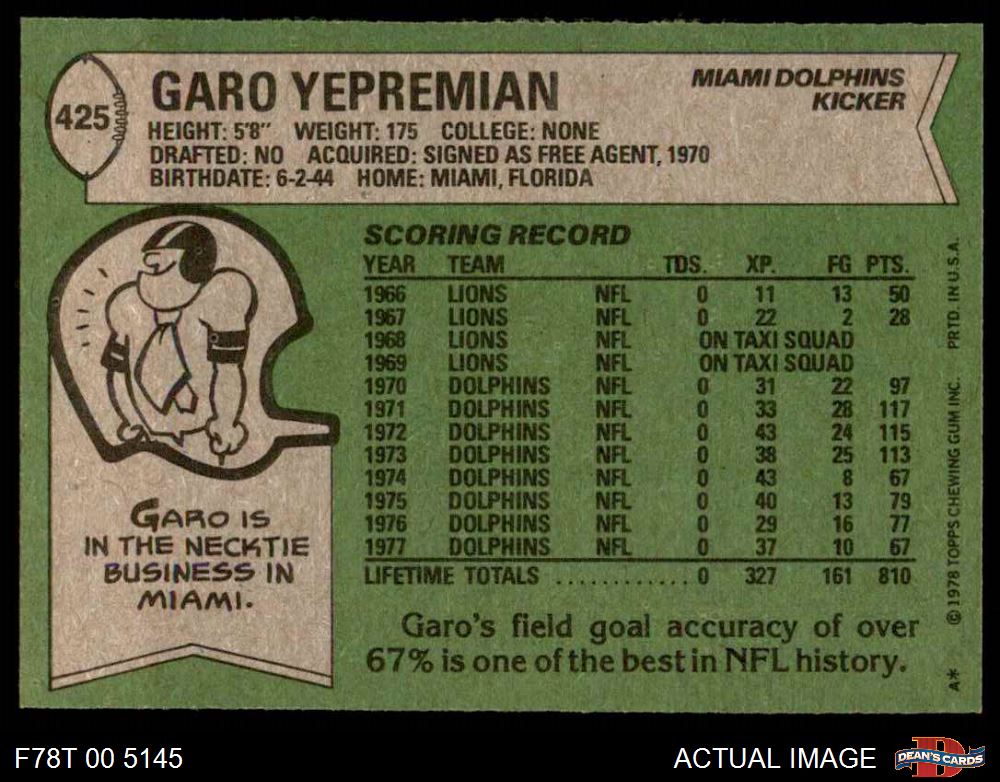 425
GARO YEPREMIAN
MIAMI DOLPHINS
KICKER
HEIGHT: 5'8" WEIGHT: 175 COLLEGE: NONE
DRAFTED: NO ACQUIRED: SIGNED AS FREE AGENT, 1970
BIRTHDATE: 6-2-44 HOME: MIAMI, FLORIDA
SCORING RECORD
YEAR TEAM TDS. XP. FG PTS.
1966 LIONS NFL 0 11 13 50
1967 LIONS NFL 0 22 2 28
1968 LIONS NFL ON TAXI SQUAD
1969 LIONS NFL ON TAXI SQUAD
1970 DOLPHINS NFL 0 31 22 97
1971 DOLPHINS NFL 0 33 28 117
1972 DOLPHINS NFL 0 43 24 115
1973 DOLPHINS NFL 0 38 25 113
1974 DOLPHINS NFL 0 43 8 67
1975 DOLPHINS NFL 0 40 13 79
1976 DOLPHINS NFL 0 29 16 77
1977 DOLPHINS NFL 0 37 10 67
LIFETIME TOTALS ............ 0 327 161 810
Garo's field goal accuracy of over
67% is one of the best in NFL history.
GARO IS
IN THE NECKTIE
BUSINESS IN
MIAMI.
A* © 1978 TOPPS CHEWING GUM INC. PRTD. IN U.S.A.
F78T 00 5145
ACTUAL IMAGE
D
DEAN'S CARDS